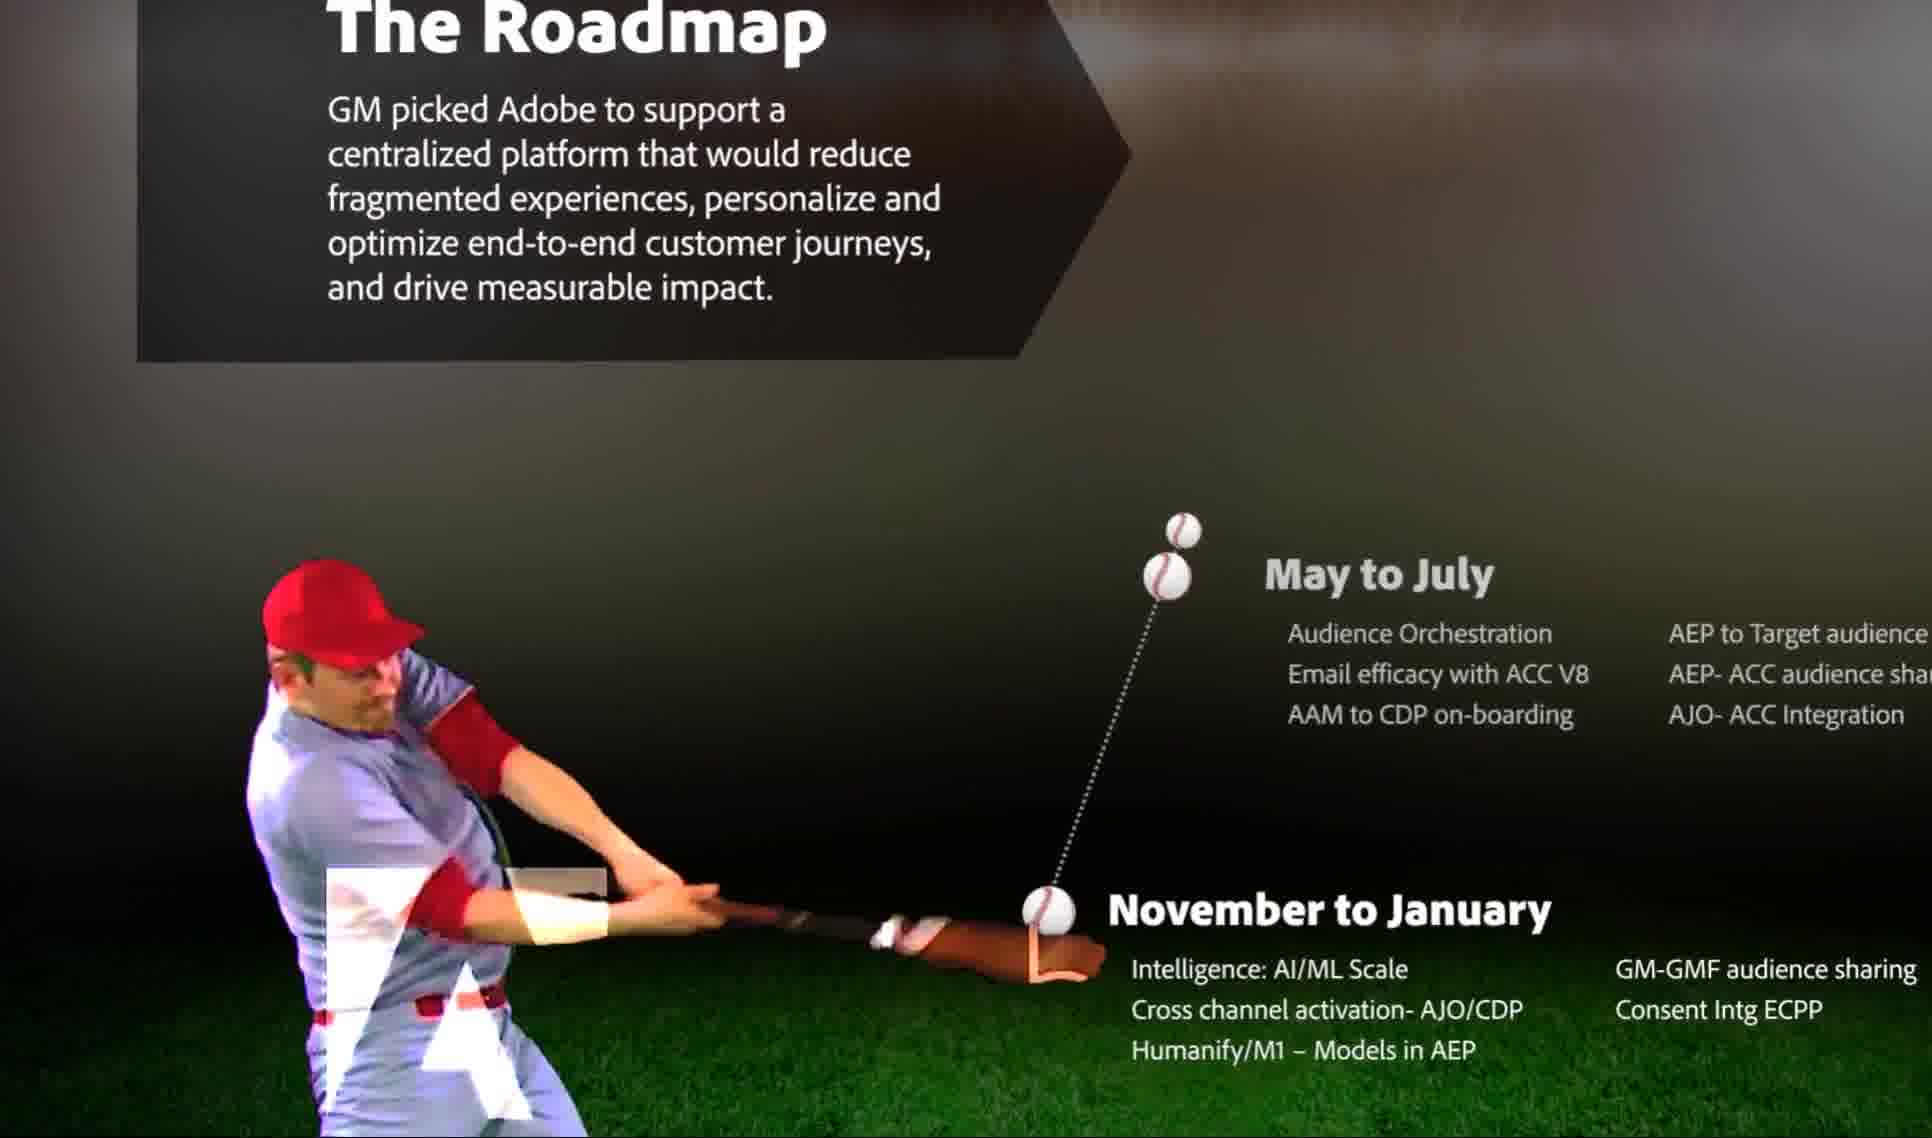 The Roadmap
GM picked Adobe to support a
centralized platform that would reduce
fragmented experiences, personalize and
optimize end-to-end customer journeys,
and drive measurable impact.
May to July
Audience Orchestration
Email efficacy with ACC V8
AAM to CDP on-boarding
AEP to Target audience
AEP- ACC audience
AJO- ACC Integration
November to January
Intelligence: AI/ML Scale
Cross channel activation- AJO/CDP
Humanify/M1 – Models in AEP
GM-GMF audience sharing
Consent Intg ECPP